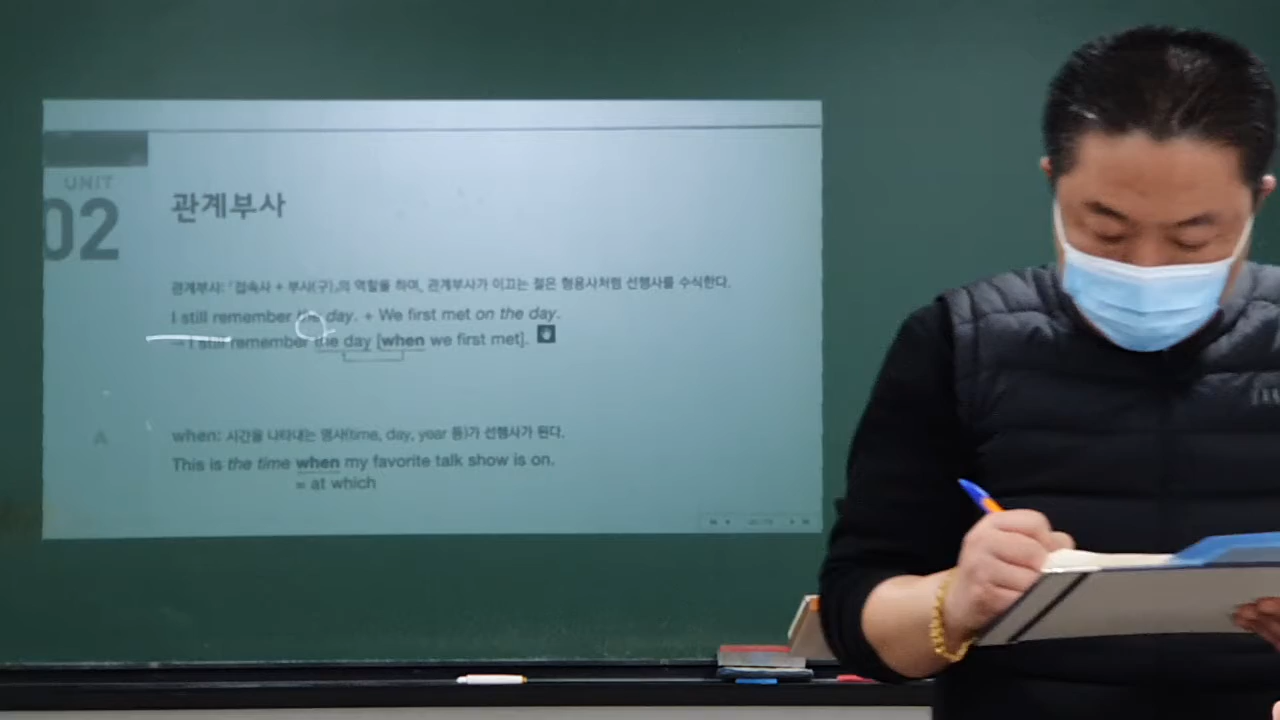 UNIT
02
관계부사
관계부사: 「접속사 + 부사(구)」의 역할을 하며, 관계부사가 이끄는 절은 형용사처럼 선행사를 수식한다.
I still remember the day. + We first met on the day.
→ I still remember the day [when we first met].
A
when: 시간을 나타내는 명사(time, day, year 등)가 선행사가 된다.
This is the time when my favorite talk show is on.
= at which